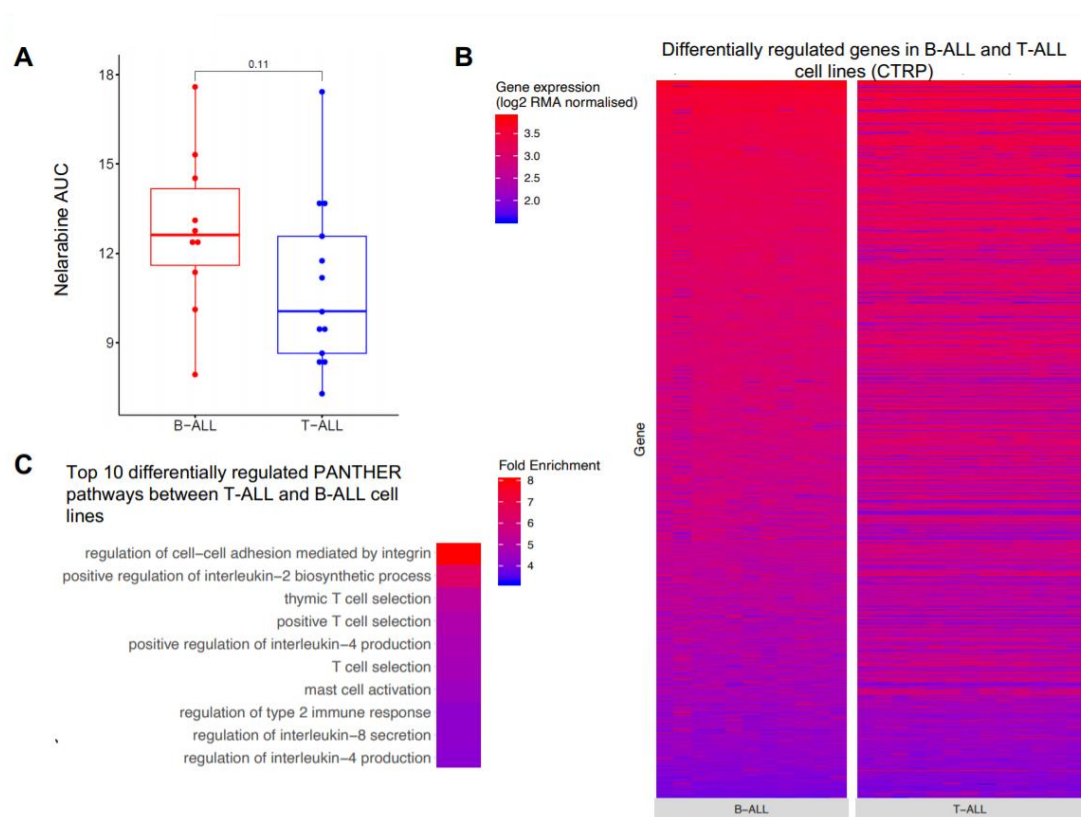 A
0.11
18
15
12
9
Nelarabine AUC
B-ALL
T-ALL
B
Differentially regulated genes in B-ALL and T-ALL
cell lines (CTRP)
Gene expression
(log2 RMA normalised)
3.5
3.0
2.5
2.0
Gene
B-ALL
T-ALL
C
Top 10 differentially regulated PANTHER
pathways between T-ALL and B-ALL cell
lines
Fold Enrichment
8
7
6
5
4
regulation of cell−cell adhesion mediated by integrin
positive regulation of interleukin−2 biosynthetic process
thymic T cell selection
positive T cell selection
positive regulation of interleukin−4 production
T cell selection
mast cell activation
regulation of type 2 immune response
regulation of interleukin−8 secretion
regulation of interleukin−4 production